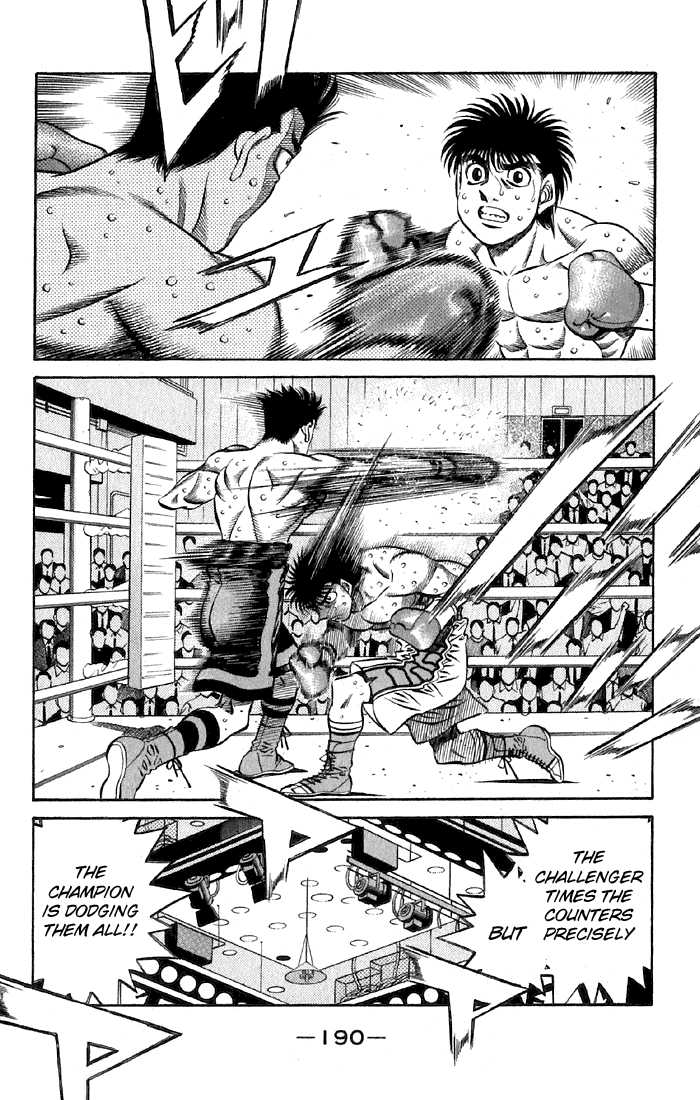 THE
CHALLENGER
TIMES THE
COUNTERS
PRECISELY
BUT
THE
CHAMPION
IS DODGING
THEM ALL!!
—190—